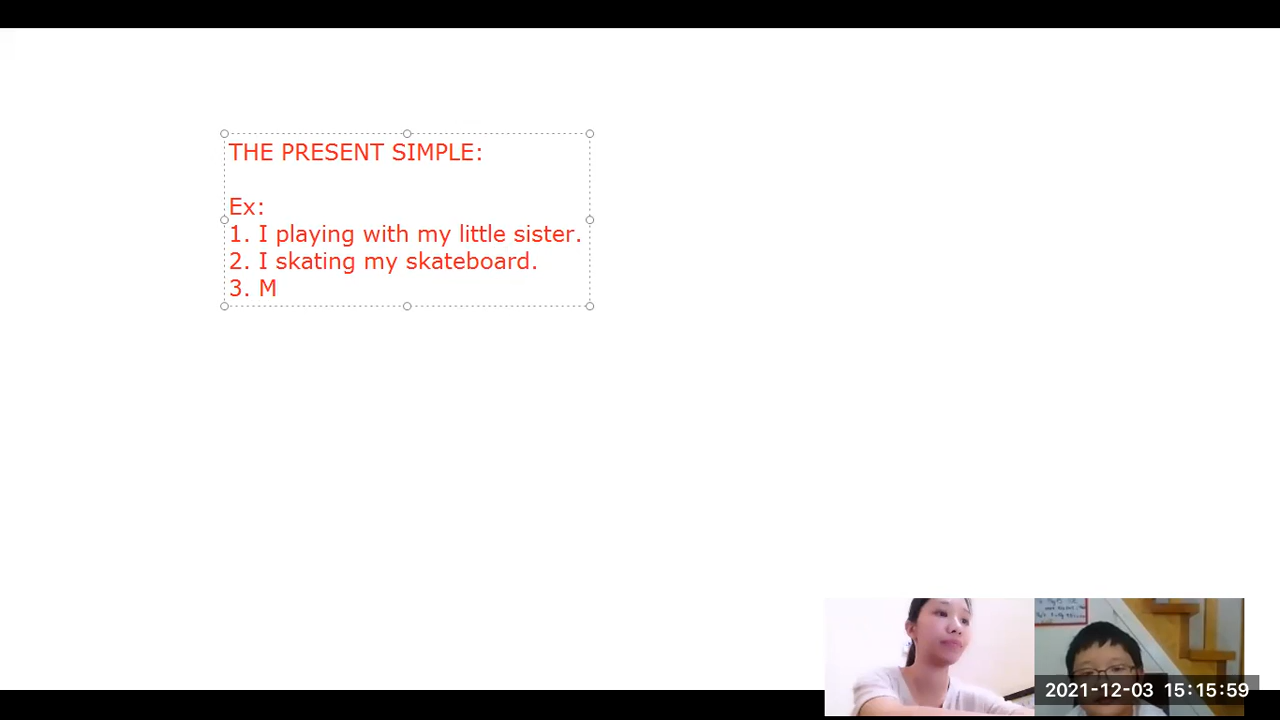 THE PRESENT SIMPLE:
Ex:
1. I playing with my little sister.
2. I skating my skateboard.
3. M
2021-12-03 15:15:59